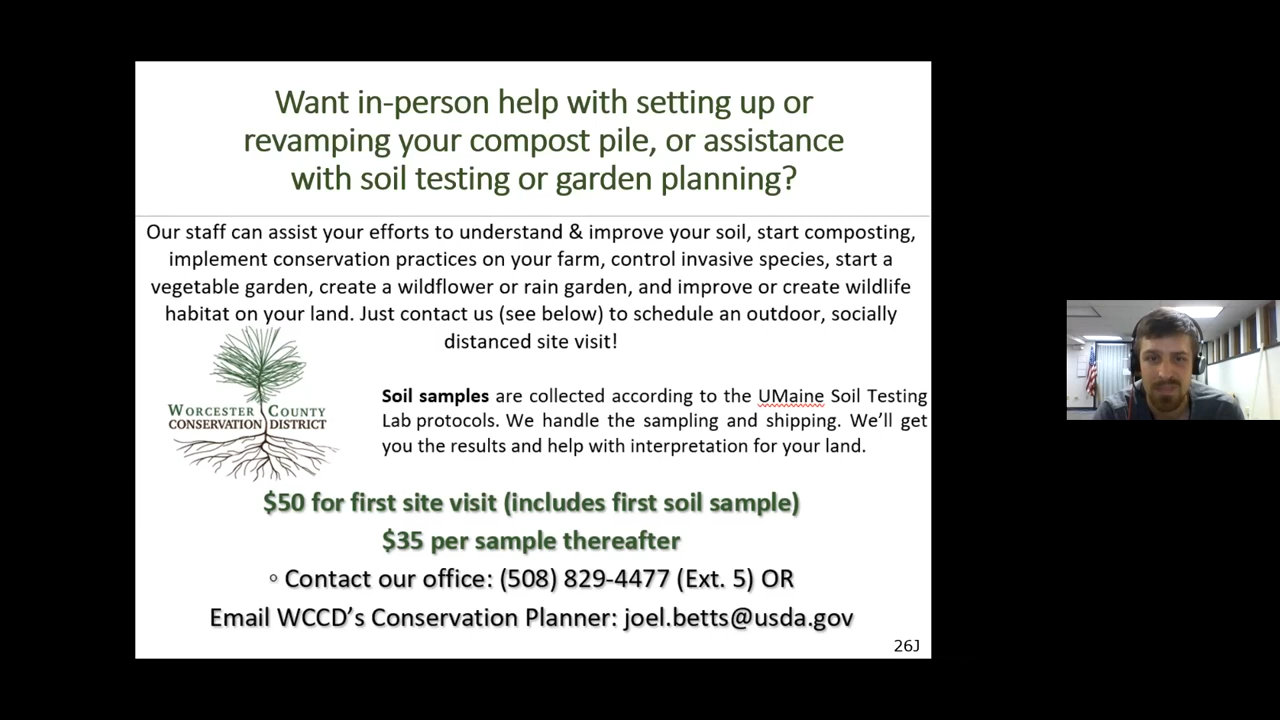 Want in-person help with setting up or
revamping your compost pile, or assistance
with soil testing or garden planning?
Our staff can assist your efforts to understand & improve your soil, start composting,
implement conservation practices on your farm, control invasive species, start a
vegetable garden, create a wildflower or rain garden, and improve or create wildlife
habitat on your land. Just contact us (see below) to schedule an outdoor, socially
distanced site visit!
WORCESTER COUNTY
CONSERVATION DISTRICT
Soil samples are collected according to the UMaine Soil Testing
Lab protocols. We handle the sampling and shipping. We’ll get
you the results and help with interpretation for your land.
$50 for first site visit (includes first soil sample)
$35 per sample thereafter
◦ Contact our office: (508) 829-4477 (Ext. 5) OR
Email WCCD’s Conservation Planner: joel.betts@usda.gov
26J